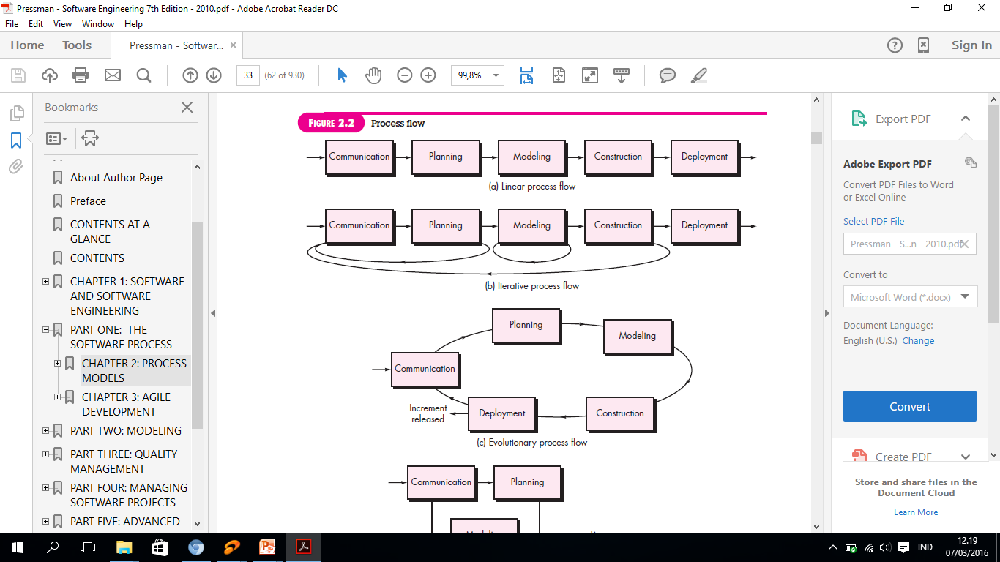 Pressman - Software Engineering 7th Edition - 2010.pdf - Adobe Acrobat Reader DC
File Edit View Window Help
Home Tools Pressman - Softwar... × Sign In
33 (62 of 930) 99,8%
Bookmarks
About Author Page
Preface
CONTENTS AT A
GLANCE
CONTENTS
CHAPTER 1: SOFTWARE
AND SOFTWARE
ENGINEERING
PART ONE: THE
SOFTWARE PROCESS
CHAPTER 2: PROCESS
MODELS
CHAPTER 3: AGILE
DEVELOPMENT
PART TWO: MODELING
PART THREE: QUALITY
MANAGEMENT
PART FOUR: MANAGING
SOFTWARE PROJECTS
PART FIVE: ADVANCED
FIGURE 2.2 Process flow
Communication Planning Modeling Construction Deployment
(a) Linear process flow
Communication Planning Modeling Construction Deployment
(b) Iterative process flow
Planning
Modeling
Communication
Increment
released
Deployment
Construction
(c) Evolutionary process flow
Communication Planning
Export PDF
Adobe Export PDF
Convert PDF Files to Word
or Excel Online
Select PDF File
Pressman - S...n - 2010.pdf
Convert to
Microsoft Word (*.docx)
Document Language:
English (U.S.) Change
Convert
Create PDF
Store and share files in the
Document Cloud
Learn More
IND
12.19
07/03/2016